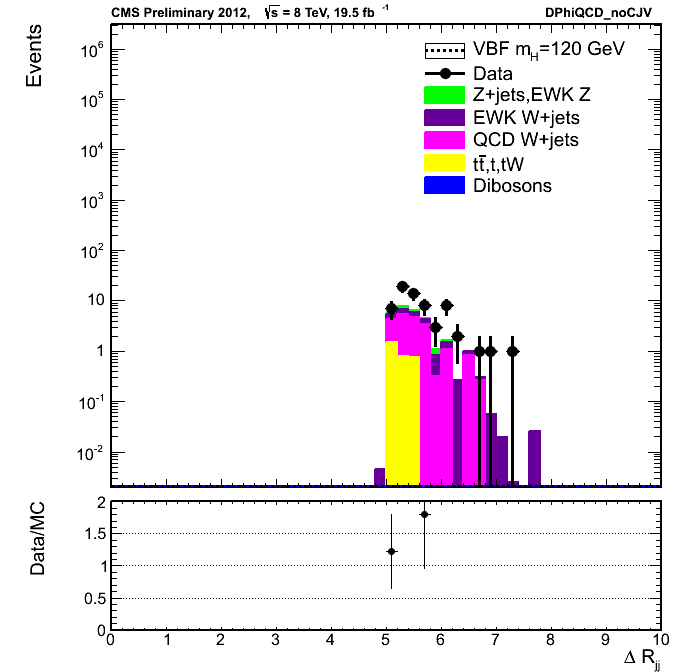 CMS Preliminary 2012, √s = 8 TeV, 19.5 fb⁻¹ DPhiQCD_noCJV
Events
10⁶
10⁵
10⁴
10³
10²
10
1
10⁻¹
10⁻²
VBF m_H=120 GeV
Data
Z+jets,EWK Z
EWK W+jets
QCD W+jets
tt̄,t,tW
Dibosons
Data/MC
2
1.5
1
0.5
0
0 1 2 3 4 5 6 7 8 9 10
Δ R_jj